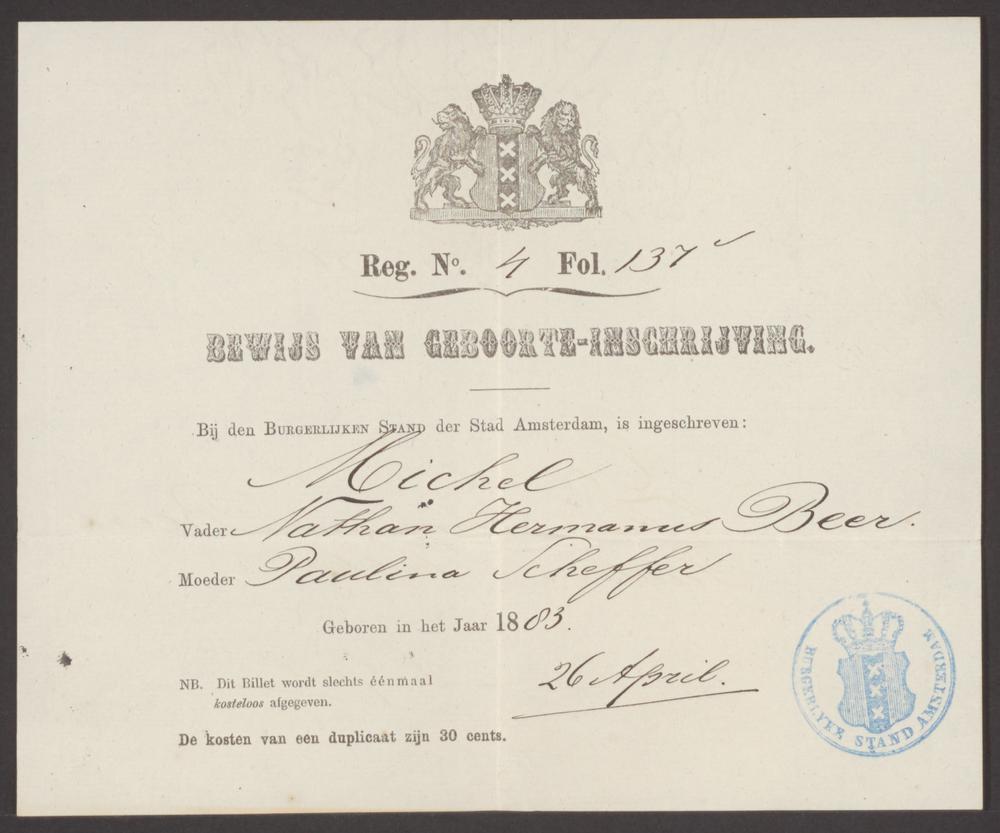 Reg. No. 4 Fol. 137v
BEWIJS VAN GEBOORTE-INSCHRIJVING.
Bij den BURGERLIJKEN STAND der Stad Amsterdam, is ingeschreven:
Michel
Vader Nathan Hermanus Beer.
Moeder Paulina Scheffer
Geboren in het Jaar 1883.
26 April.
NB. Dit Billet wordt slechts éénmaal
kosteloos afgegeven.
De kosten van een duplicaat zijn 30 cents.
BURGERLYKE STAND AMSTERDAM